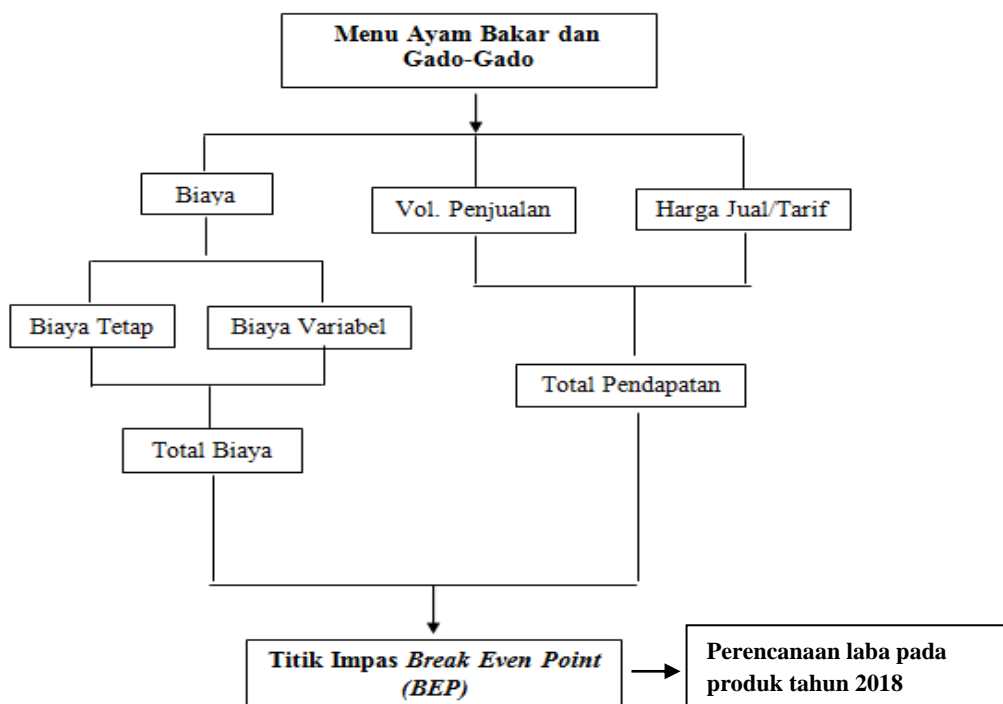 Menu Ayam Bakar dan
Gado-Gado
Biaya
Vol. Penjualan
Harga Jual/Tarif
Biaya Tetap
Biaya Variabel
Total Pendapatan
Total Biaya
Titik Impas Break Even Point
(BEP)
Perencanaan laba pada
produk tahun 2018